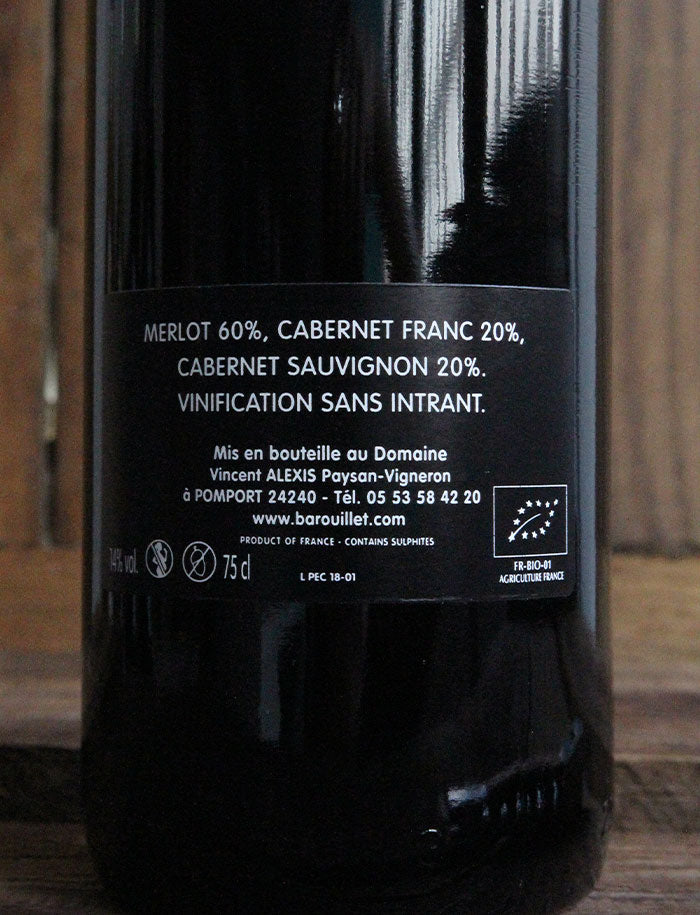 MERLOT 60%, CABERNET FRANC 20%,
CABERNET SAUVIGNON 20%.
VINIFICATION SANS INTRANT.
Mis en bouteille au Domaine
Vincent ALEXIS Paysan-Vigneron
à POMPORT 24240 - Tél. 05 53 58 42 20
www.barouillet.com
PRODUCT OF FRANCE - CONTAINS SULPHITES
14% vol. 75 cl
L PEC 18-01
FR-BIO-01
AGRICULTURE FRANCE